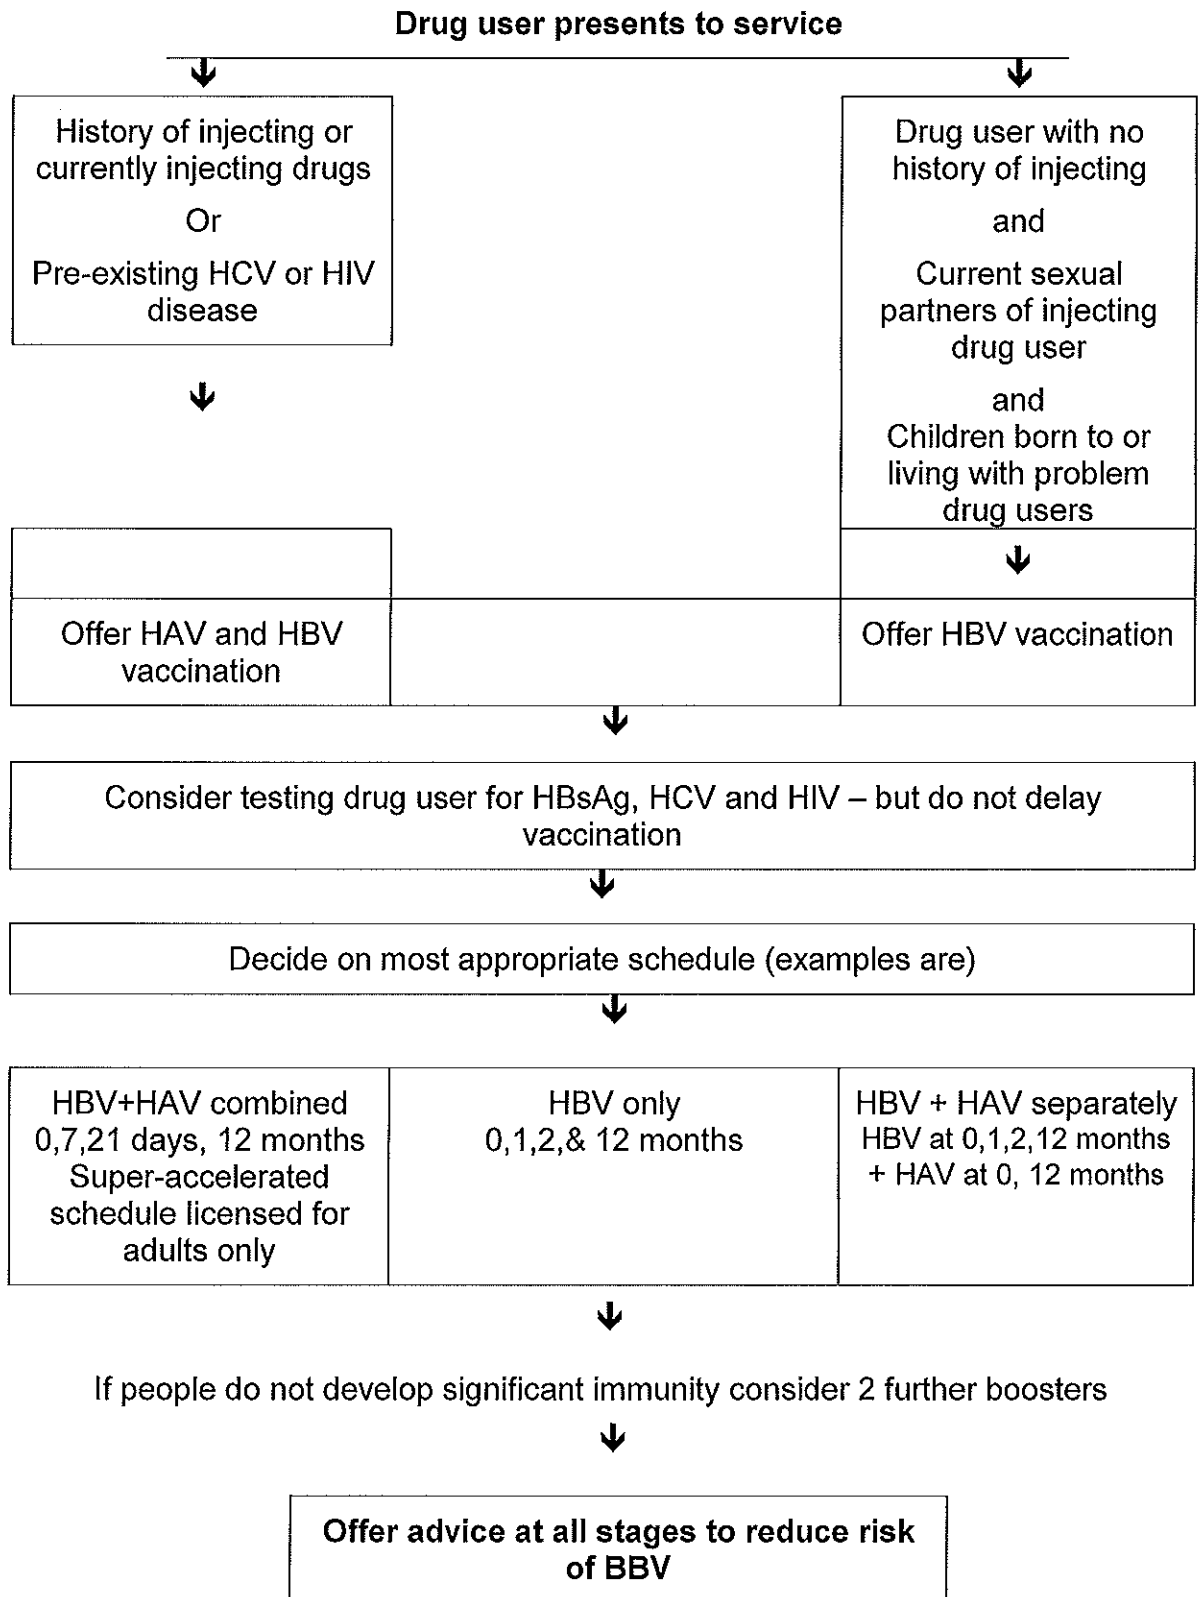 Drug user presents to service
History of injecting or
currently injecting drugs
Or
Pre-existing HCV or HIV
disease
Drug user with no
history of injecting
and
Current sexual
partners of injecting
drug user
and
Children born to or
living with problem
drug users
Offer HAV and HBV
vaccination
Offer HBV vaccination
Consider testing drug user for HBsAg, HCV and HIV – but do not delay
vaccination
Decide on most appropriate schedule (examples are)
HBV+HAV combined
0,7,21 days, 12 months
Super-accelerated
schedule licensed for
adults only
HBV only
0,1,2,& 12 months
HBV + HAV separately
HBV at 0,1,2,12 months
+ HAV at 0, 12 months
If people do not develop significant immunity consider 2 further boosters
Offer advice at all stages to reduce risk
of BBV